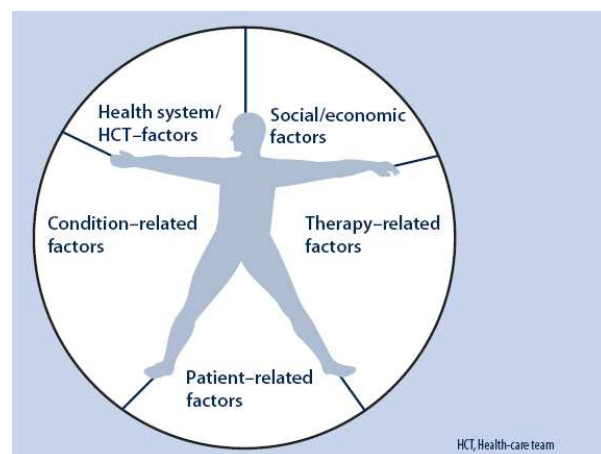 Health system/
HCT–factors
Social/economic
factors
Condition–related
factors
Therapy–related
factors
Patient–related
factors
HCT, Health-care team